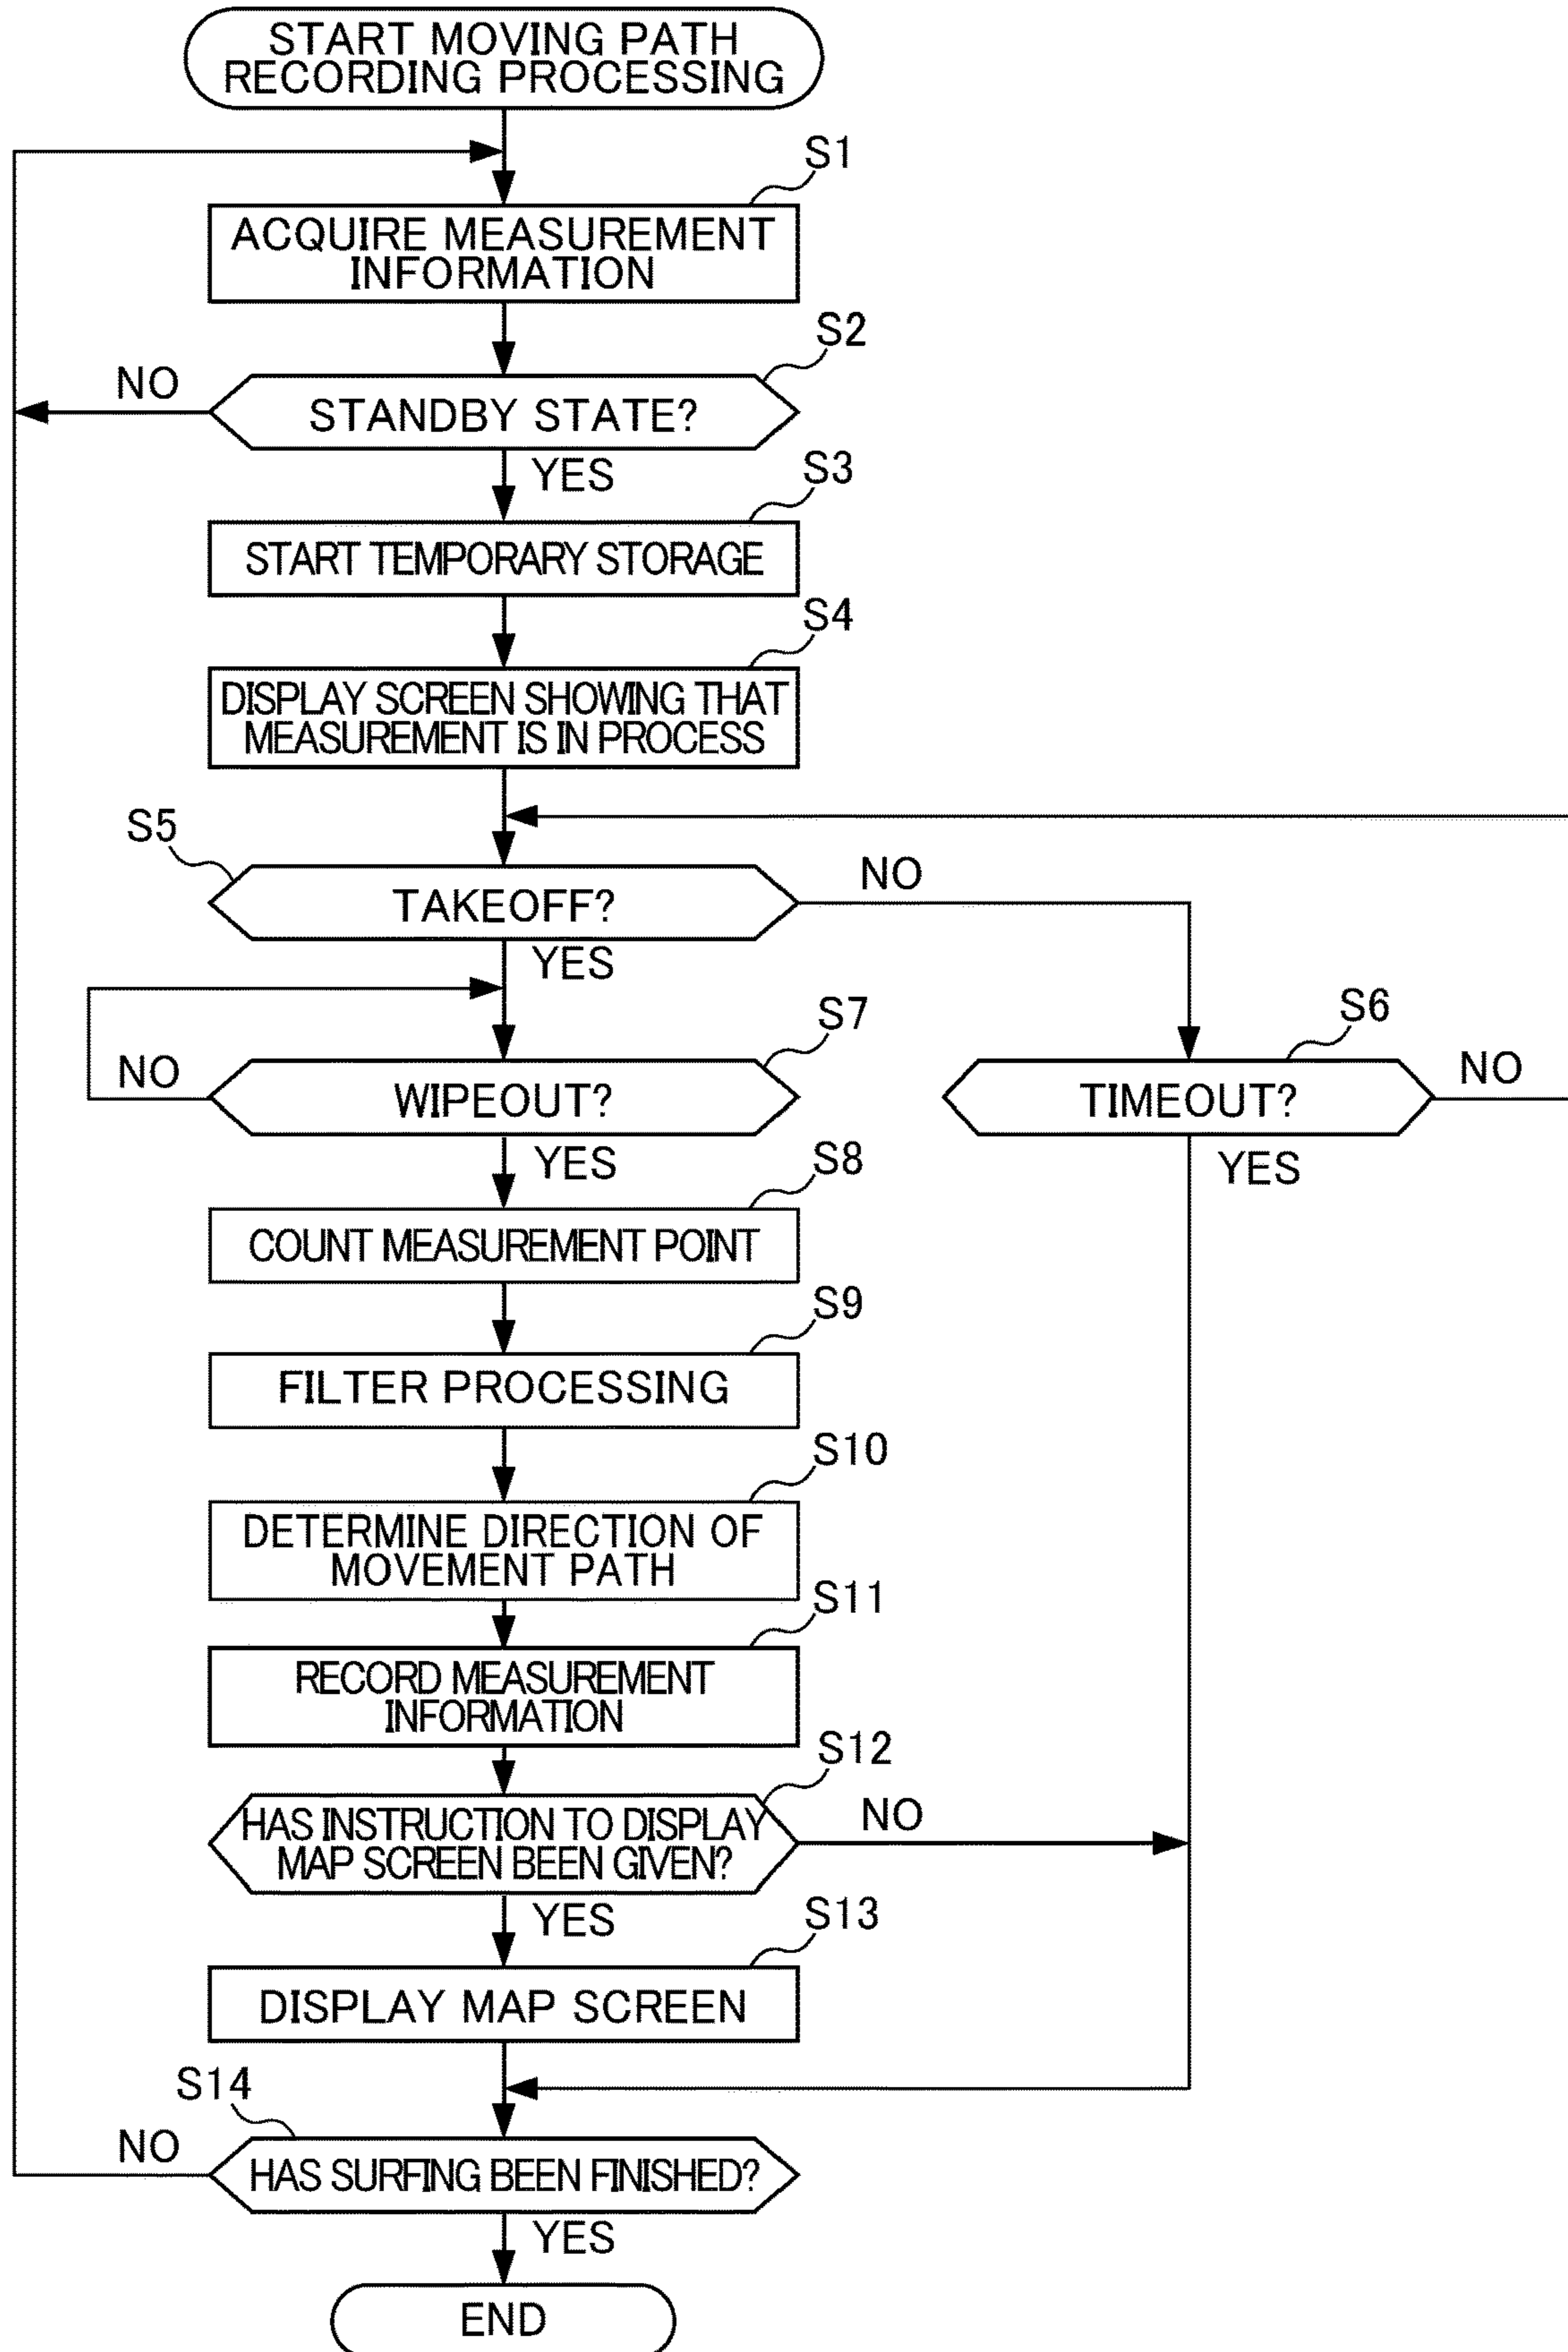 START MOVING PATH
RECORDING PROCESSING
S1
ACQUIRE MEASUREMENT
INFORMATION
S2
NO
STANDBY STATE?
YES
S3
START TEMPORARY STORAGE
S4
DISPLAY SCREEN SHOWING THAT
MEASUREMENT IS IN PROCESS
S5
TAKEOFF?
NO
YES
S7
S6
NO
WIPEOUT?
TIMEOUT?
NO
YES
YES
S8
COUNT MEASUREMENT POINT
S9
FILTER PROCESSING
S10
DETERMINE DIRECTION OF
MOVEMENT PATH
S11
RECORD MEASUREMENT
INFORMATION
S12
HAS INSTRUCTION TO DISPLAY
MAP SCREEN BEEN GIVEN?
NO
YES
S13
DISPLAY MAP SCREEN
S14
NO
HAS SURFING BEEN FINISHED?
YES
END